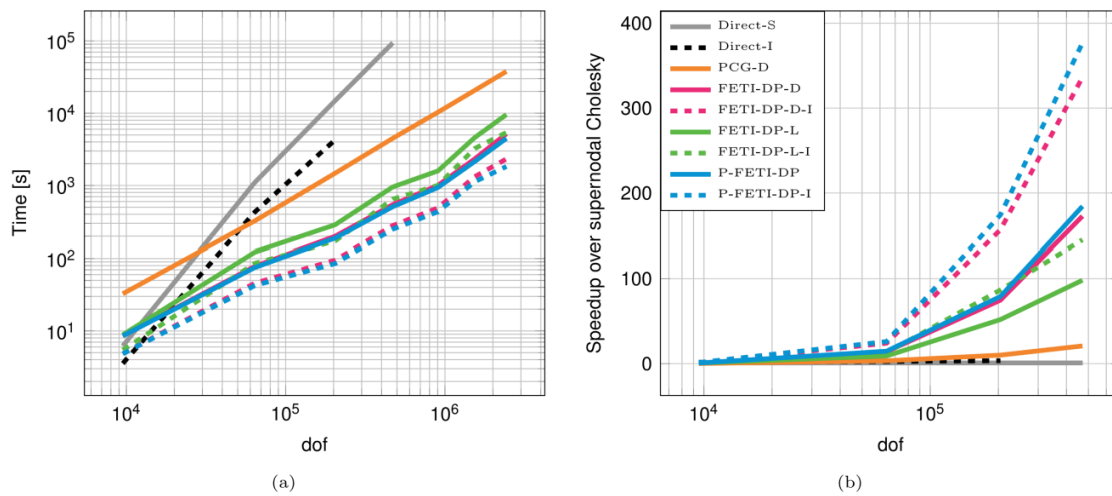 Time [s]
10^5
10^4
10^3
10^2
10^1
10^4
10^5
10^6
dof
(a)
Speedup over supernodal Cholesky
400
300
200
100
0
Direct-S
Direct-I
PCG-D
FETI-DP-D
FETI-DP-D-I
FETI-DP-L
FETI-DP-L-I
P-FETI-DP
P-FETI-DP-I
10^4
10^5
dof
(b)